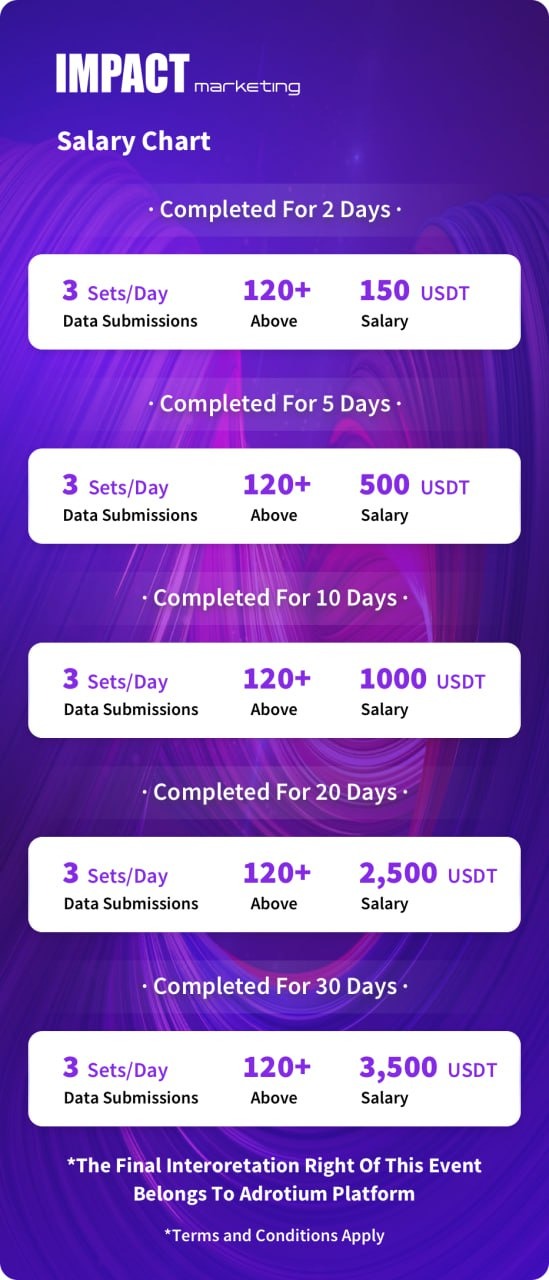 IMPACT marketing
Salary Chart
· Completed For 2 Days ·
3 Sets/Day 120+ 150 USDT
Data Submissions Above Salary
· Completed For 5 Days ·
3 Sets/Day 120+ 500 USDT
Data Submissions Above Salary
· Completed For 10 Days ·
3 Sets/Day 120+ 1000 USDT
Data Submissions Above Salary
· Completed For 20 Days ·
3 Sets/Day 120+ 2,500 USDT
Data Submissions Above Salary
· Completed For 30 Days ·
3 Sets/Day 120+ 3,500 USDT
Data Submissions Above Salary
*The Final Interoretation Right Of This Event
Belongs To Adrotium Platform
*Terms and Conditions Apply